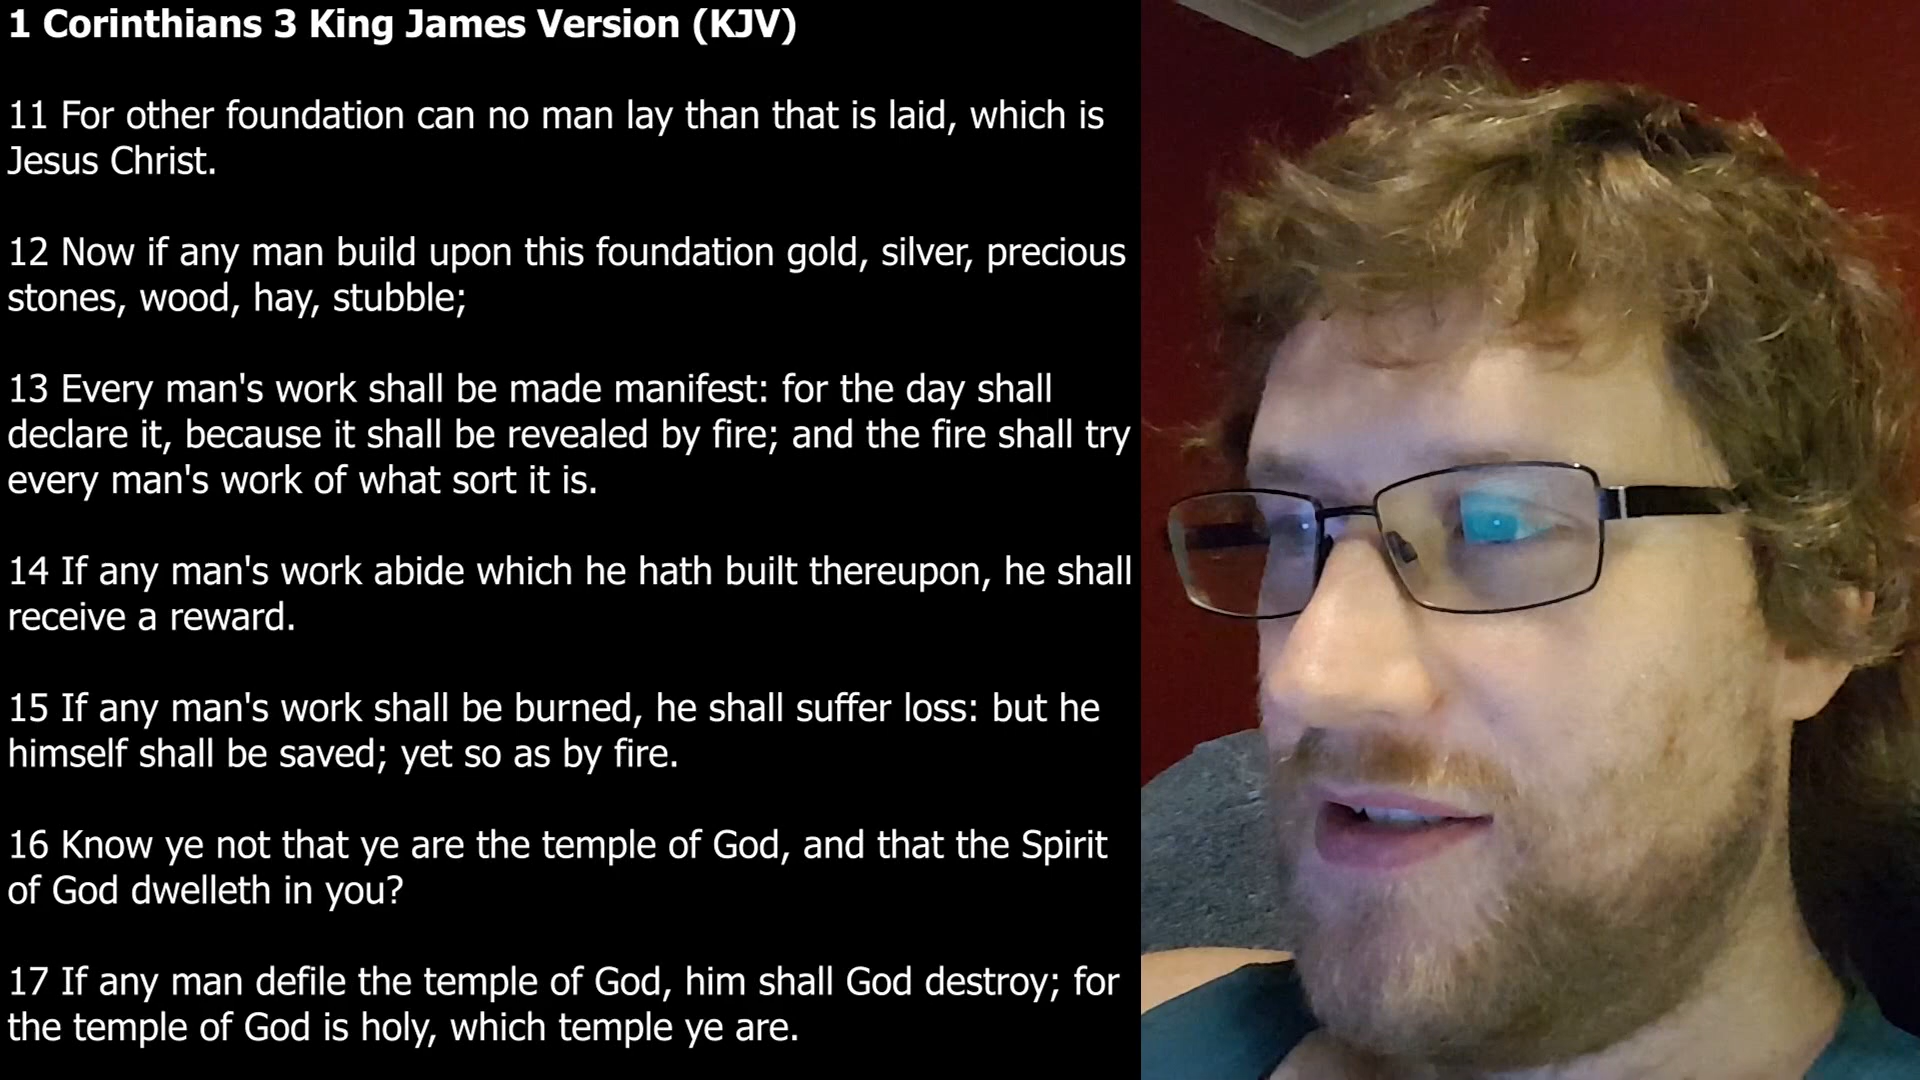 1 Corinthians 3 King James Version (KJV)
11 For other foundation can no man lay than that is laid, which is
Jesus Christ.
12 Now if any man build upon this foundation gold, silver, precious
stones, wood, hay, stubble;
13 Every man's work shall be made manifest: for the day shall
declare it, because it shall be revealed by fire; and the fire shall try
every man's work of what sort it is.
14 If any man's work abide which he hath built thereupon, he shall
receive a reward.
15 If any man's work shall be burned, he shall suffer loss: but he
himself shall be saved; yet so as by fire.
16 Know ye not that ye are the temple of God, and that the Spirit
of God dwelleth in you?
17 If any man defile the temple of God, him shall God destroy; for
the temple of God is holy, which temple ye are.